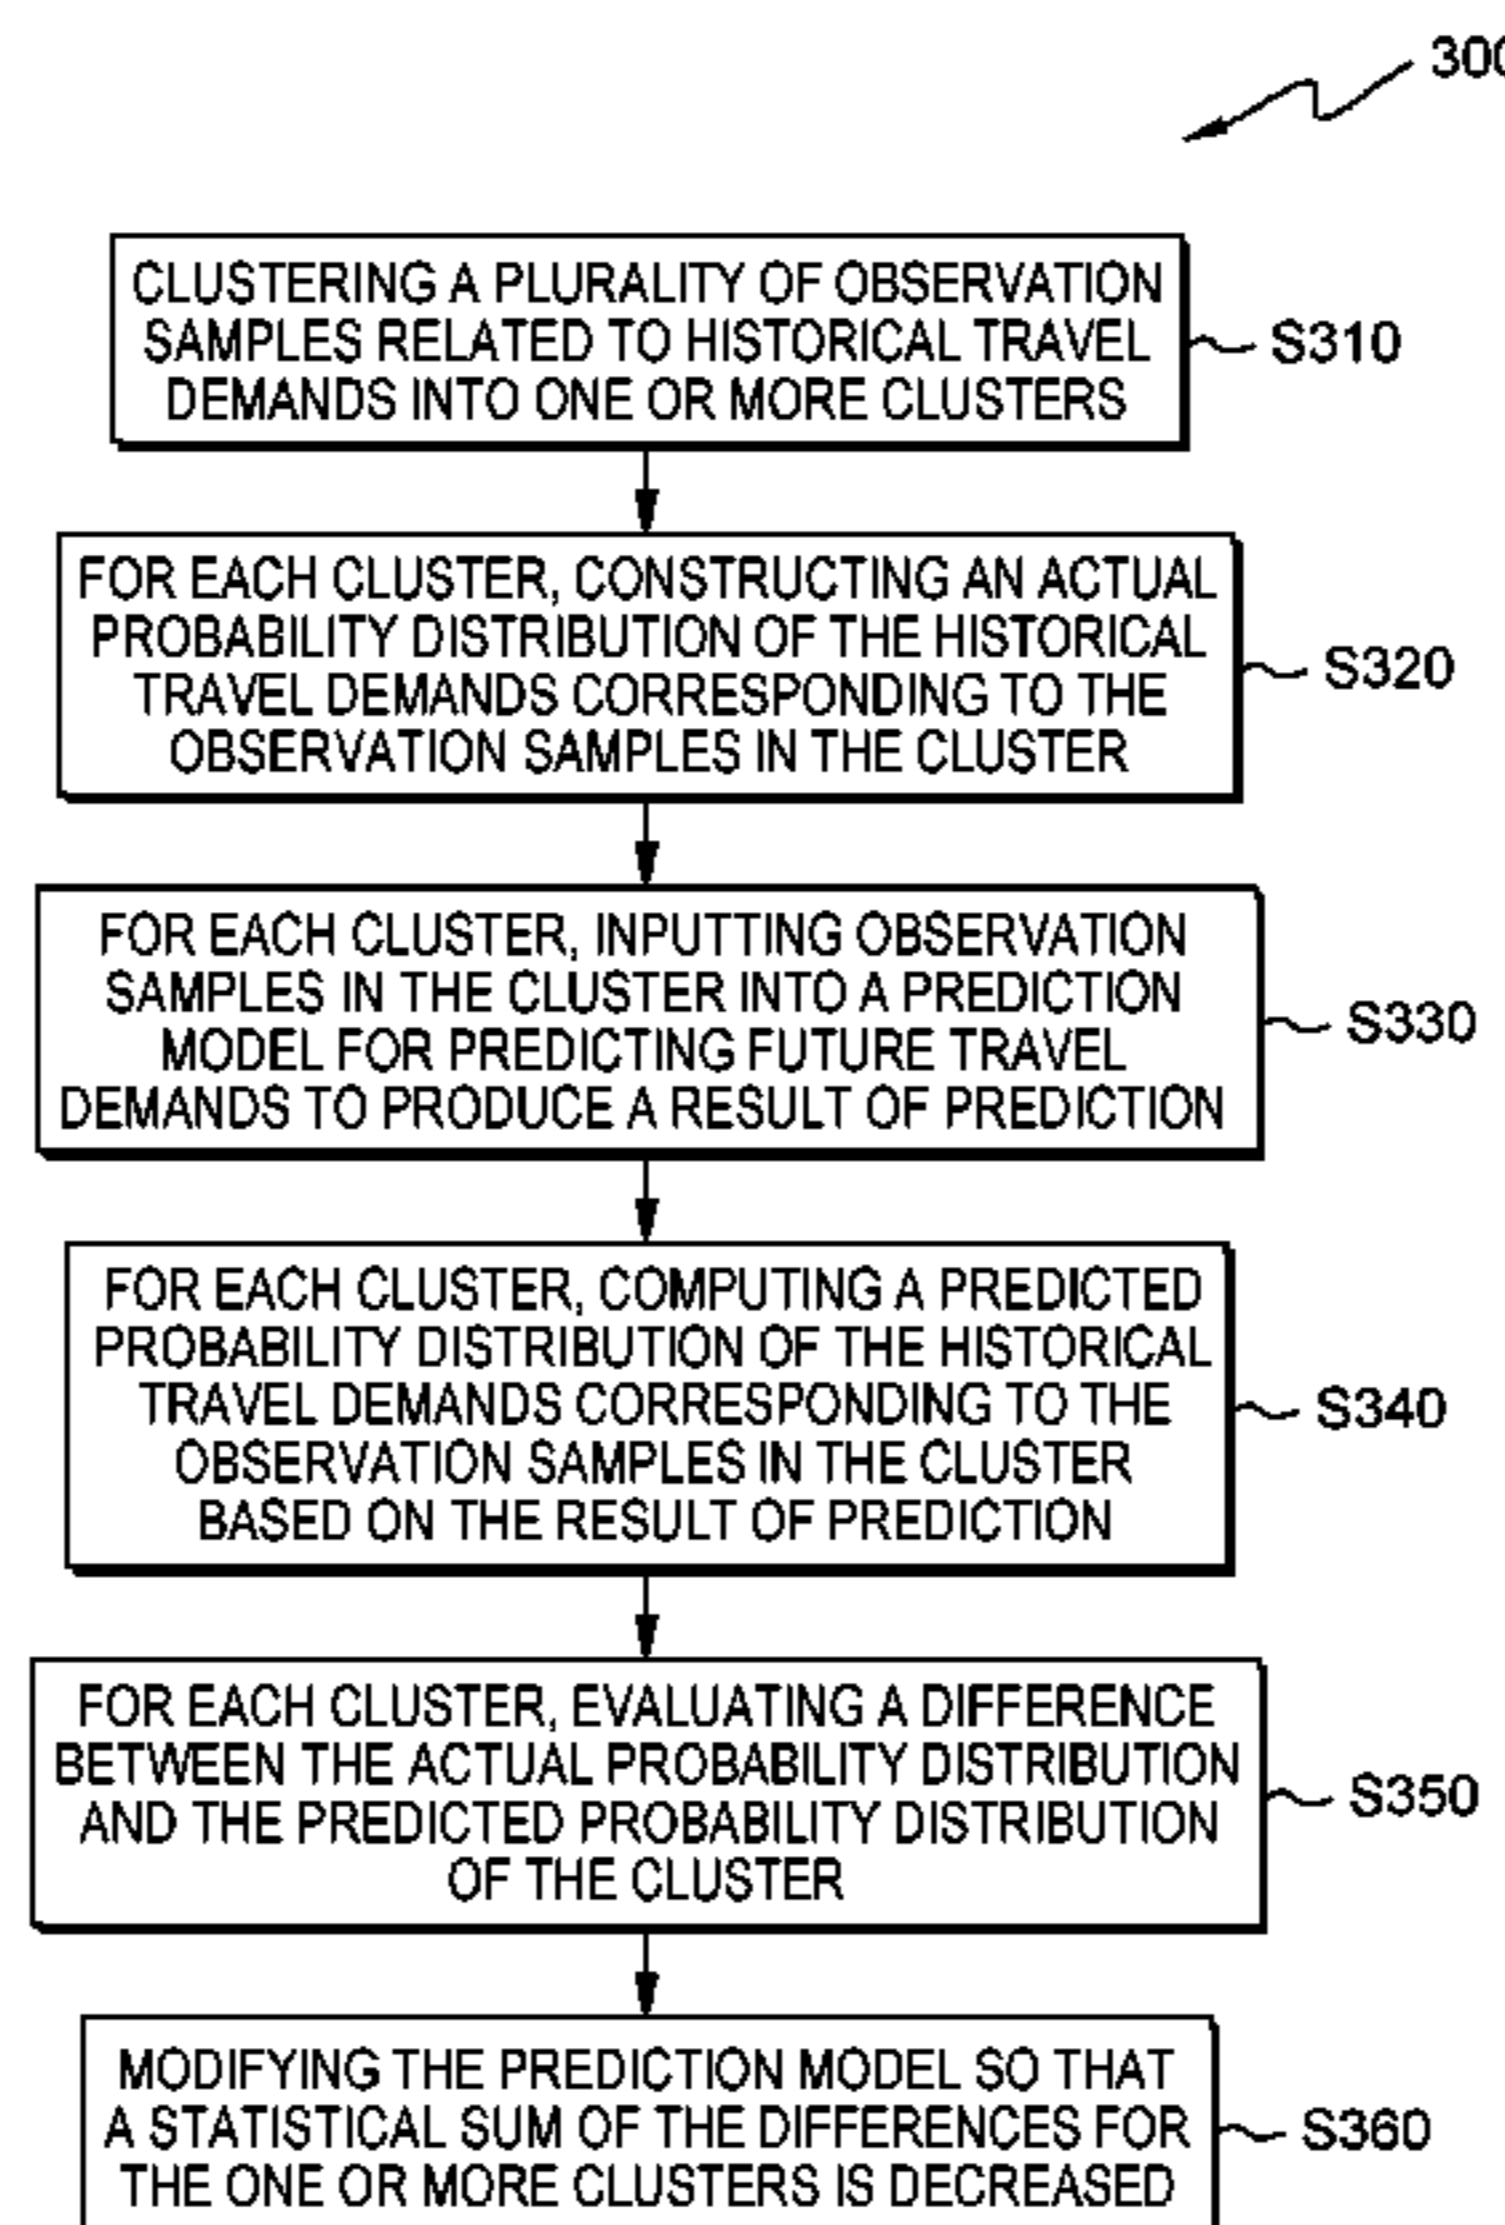 300
CLUSTERING A PLURALITY OF OBSERVATION
SAMPLES RELATED TO HISTORICAL TRAVEL
DEMANDS INTO ONE OR MORE CLUSTERS
S310
FOR EACH CLUSTER, CONSTRUCTING AN ACTUAL
PROBABILITY DISTRIBUTION OF THE HISTORICAL
TRAVEL DEMANDS CORRESPONDING TO THE
OBSERVATION SAMPLES IN THE CLUSTER
S320
FOR EACH CLUSTER, INPUTTING OBSERVATION
SAMPLES IN THE CLUSTER INTO A PREDICTION
MODEL FOR PREDICTING FUTURE TRAVEL
DEMANDS TO PRODUCE A RESULT OF PREDICTION
S330
FOR EACH CLUSTER, COMPUTING A PREDICTED
PROBABILITY DISTRIBUTION OF THE HISTORICAL
TRAVEL DEMANDS CORRESPONDING TO THE
OBSERVATION SAMPLES IN THE CLUSTER
BASED ON THE RESULT OF PREDICTION
S340
FOR EACH CLUSTER, EVALUATING A DIFFERENCE
BETWEEN THE ACTUAL PROBABILITY DISTRIBUTION
AND THE PREDICTED PROBABILITY DISTRIBUTION
OF THE CLUSTER
S350
MODIFYING THE PREDICTION MODEL SO THAT
A STATISTICAL SUM OF THE DIFFERENCES FOR
THE ONE OR MORE CLUSTERS IS DECREASED
S360